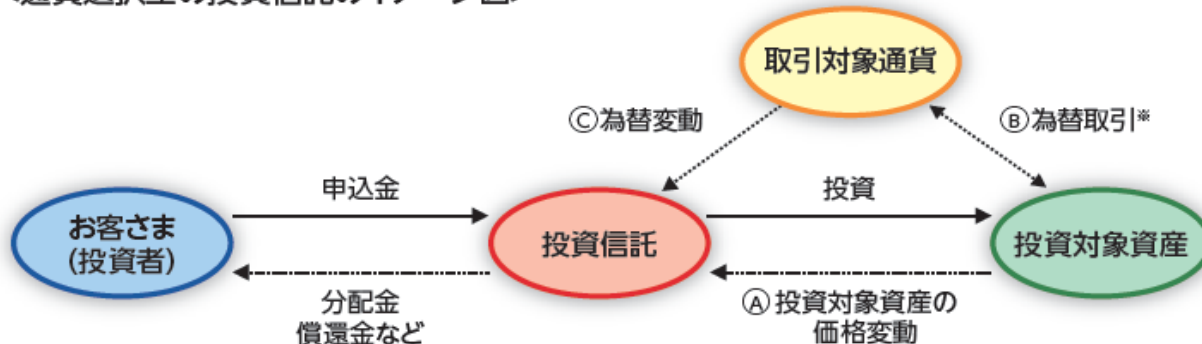 取引対象通貨
Ⓒ為替変動
Ⓑ為替取引※
申込金
投資
お客さま
(投資者)
投資信託
投資対象資産
分配金
償還金など
Ⓐ投資対象資産の
価格変動